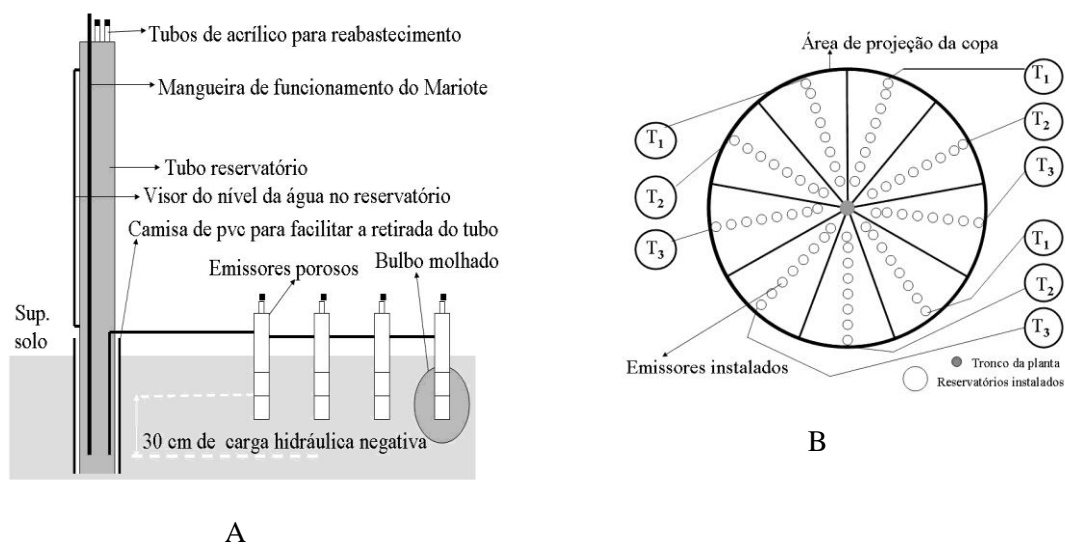 Tubos de acrílico para reabastecimento
Mangueira de funcionamento do Mariote
Tubo reservatório
Visor do nível da água no reservatório
Camisa de pvc para facilitar a retirada do tubo
Emissores porosos
Bulbo molhado
Sup.
solo
30 cm de carga hidráulica negativa
A
Área de projeção da copa
T1
T2
T3
T1
T2
T3
T1
T2
T3
Emissores instalados
Tronco da planta
Reservatórios instalados
B